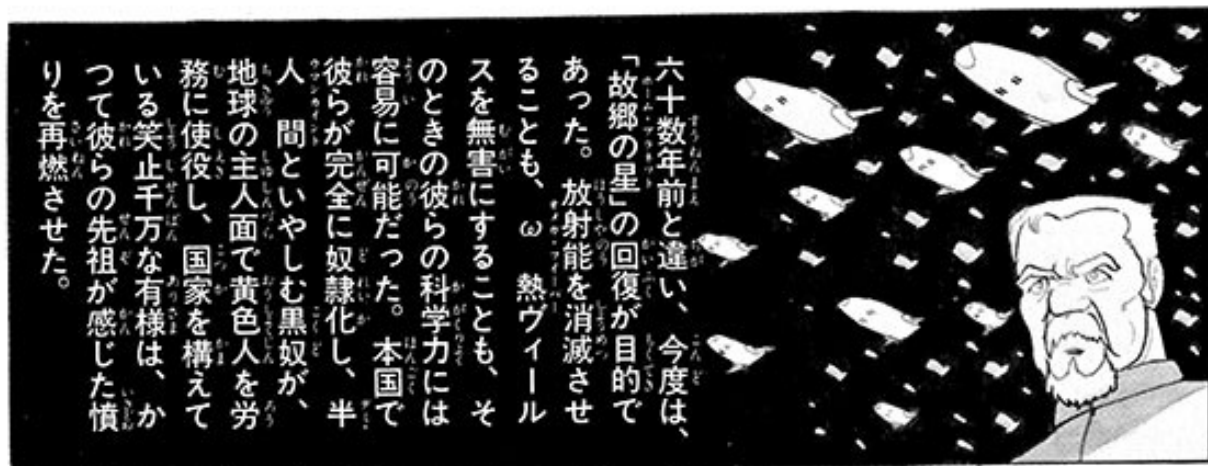 六十数年前と違い、今度は、
「故郷の星」の回復が目的で
あった。放射能を消滅させ
ることも、ω熱ヴィール
スを無害にすることも、そ
のときの彼らの科学力には
容易に可能だった。本国で
彼らが完全に奴隷化し、半
人間といやしむ黒奴が、
地球の主人面で黄色人を労
務に使役し、国家を構えて
いる笑止千万な有様は、か
つて彼らの先祖が感じた憤
りを再燃させた。